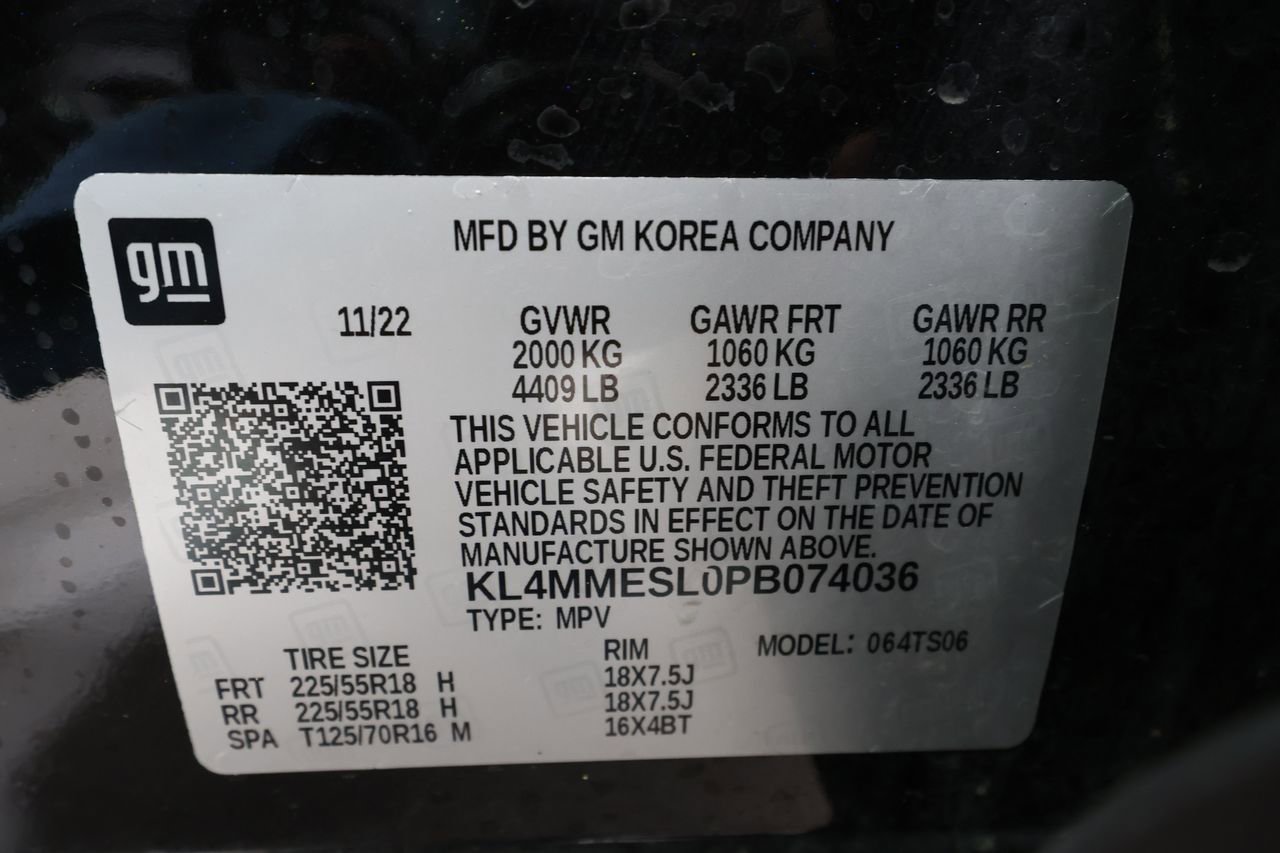 gm
MFD BY GM KOREA COMPANY
11/22 GVWR GAWR FRT GAWR RR
2000 KG 1060 KG 1060 KG
4409 LB 2336 LB 2336 LB
THIS VEHICLE CONFORMS TO ALL
APPLICABLE U.S. FEDERAL MOTOR
VEHICLE SAFETY AND THEFT PREVENTION
STANDARDS IN EFFECT ON THE DATE OF
MANUFACTURE SHOWN ABOVE.
KL4MMESL0PB074036
TYPE: MPV
TIRE SIZE RIM MODEL: 064TS06
FRT 225/55R18 H 18X7.5J
RR 225/55R18 H 18X7.5J
SPA T125/70R16 M 16X4BT